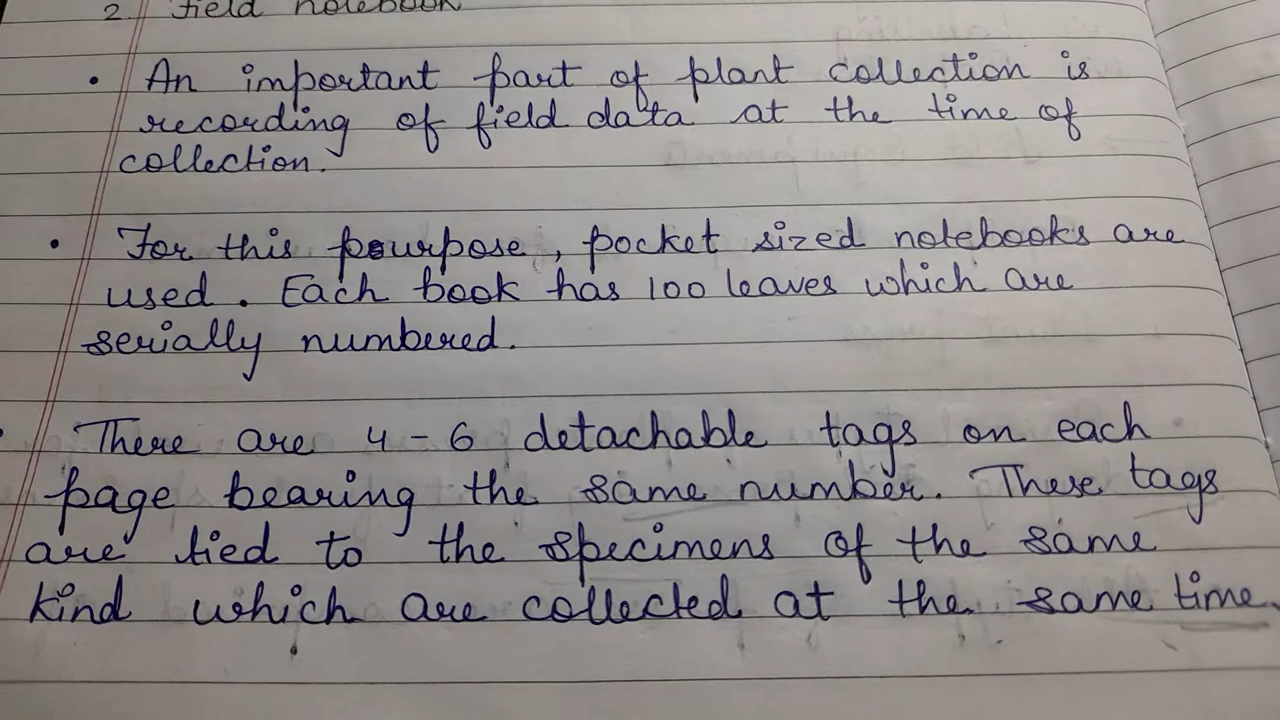 2. Field notebook
• An important part of plant collection is
recording of field data at the time of
collection.
• For this pourpose, pocket sized notebooks are
used. Each book has 100 leaves which are
serially numbered.
• There are 4-6 detachable tags on each
page bearing the same number. These tags
are tied to the specimens of the same
kind which are collected at the same time.